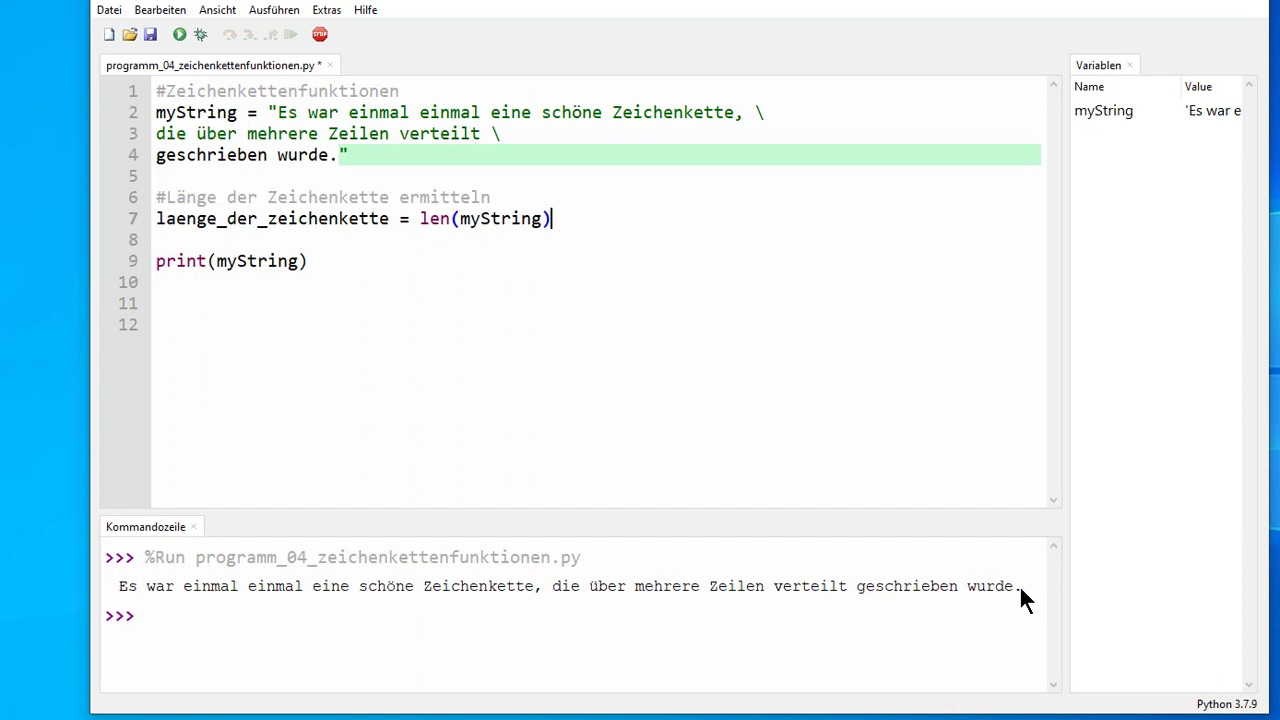 Datei Bearbeiten Ansicht Ausführen Extras Hilfe
programm_04_zeichenkettenfunktionen.py * ×
1 #Zeichenkettenfunktionen
2 myString = "Es war einmal einmal eine schöne Zeichenkette, \
3 die über mehrere Zeilen verteilt \
4 geschrieben wurde."
5
6 #Länge der Zeichenkette ermitteln
7 laenge_der_zeichenkette = len(myString)
8
9 print(myString)
10
11
12
Kommandozeile ×
>>> %Run programm_04_zeichenkettenfunktionen.py
Es war einmal einmal eine schöne Zeichenkette, die über mehrere Zeilen verteilt geschrieben wurde.
>>>
Variablen ×
Name Value
myString 'Es war e
STOP
Python 3.7.9